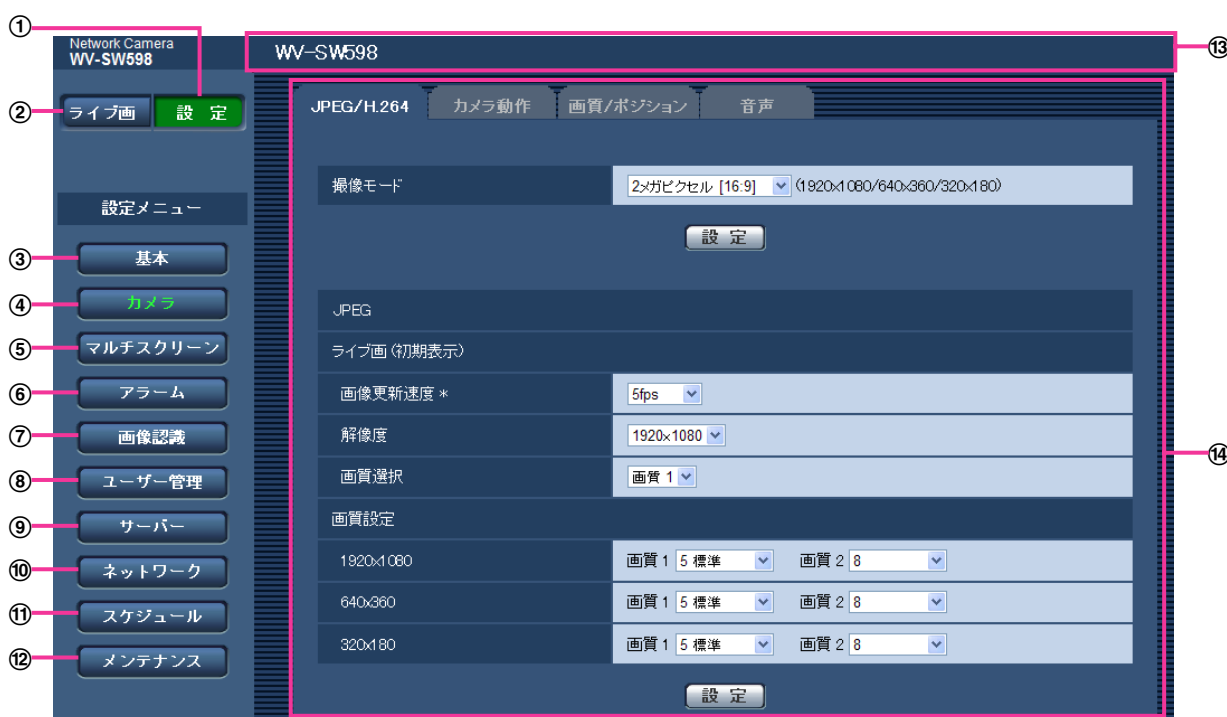 ①
Network Camera
WV-SW598
WV-SW598
⑬
② ライブ画 設 定
JPEG/H.264 カメラ動作 画質/ポジション 音声
撮像モード 2メガピクセル [16:9] (1920x1080/640x360/320x180)
設定メニュー
設 定
③ 基本
④ カメラ
JPEG
⑤ マルチスクリーン
ライブ画(初期表示)
⑥ アラーム
画像更新速度 * 5fps
⑦ 画像認識
解像度 1920x1080
⑭
⑧ ユーザー管理
画質選択 画質 1
⑨ サーバー
画質設定
⑩ ネットワーク
1920x1080 画質 1 5 標準 画質 2 8
⑪ スケジュール
640x360 画質 1 5 標準 画質 2 8
⑫ メンテナンス
320x180 画質 1 5 標準 画質 2 8
設 定